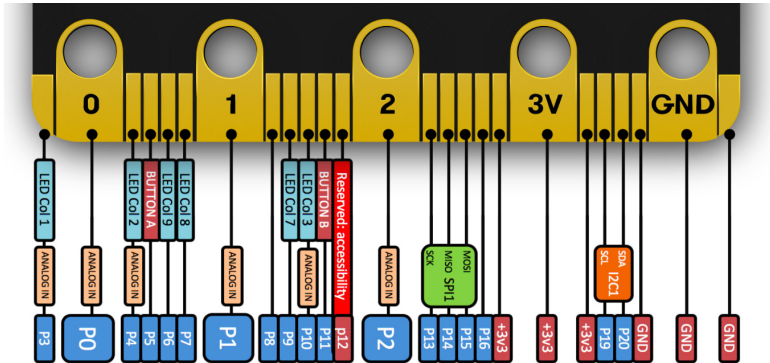 0
1
2
3V
GND
LED Col 1
LED Col 2
BUTTON A
LED Col 9
LED Col 8
LED Col 7
LED Col 3
BUTTON B
Reserved: accessibility
ANALOG IN
ANALOG IN
ANALOG IN
ANALOG IN
ANALOG IN
ANALOG IN
SCK
MISO SPI1
MOSI
SCL
I2C1
SDA
P3
P0
P4
P5
P6
P7
P1
P8
P9
P10
P11
p12
P2
P13
P14
P15
P16
+3v3
+3v3
+3v3
P19
P20
GND
GND
GND